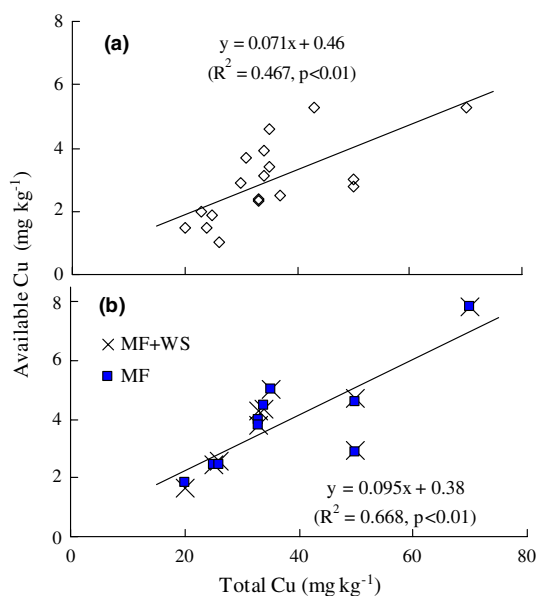 8
6
4
2
0
(a)
y = 0.071x + 0.46
(R² = 0.467, p<0.01)
Available Cu (mg kg⁻¹)
8
6
4
2
0
(b)
MF+WS
MF
y = 0.095x + 0.38
(R² = 0.668, p<0.01)
0 20 40 60 80
Total Cu (mg kg⁻¹)